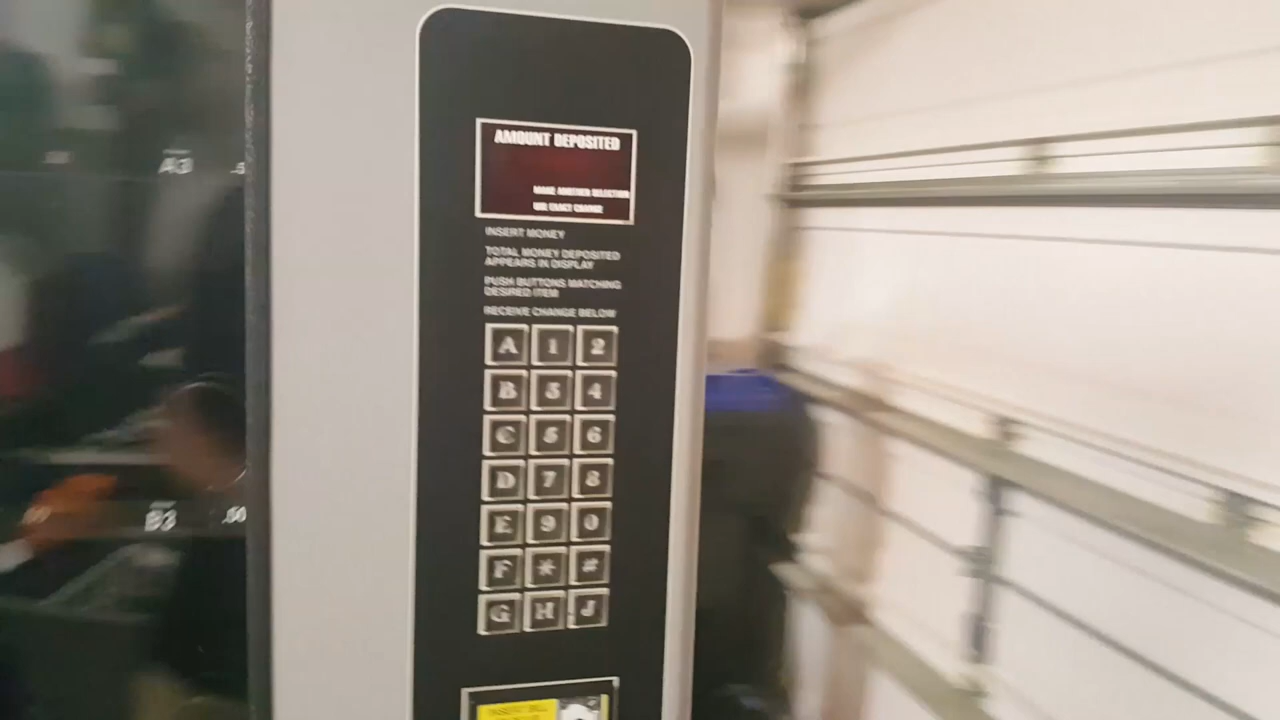 A3
B3
.50
AMOUNT DEPOSITED
MAKE ANOTHER SELECTION
USE EXACT CHANGE
INSERT MONEY
TOTAL MONEY DEPOSITED
APPEARS IN DISPLAY
PUSH BUTTONS MATCHING
DESIRED ITEM
RECEIVE CHANGE BELOW
A 1 2
B 3 4
C 5 6
D 7 8
E 9 0
F * #
G H J
INSERT BILL